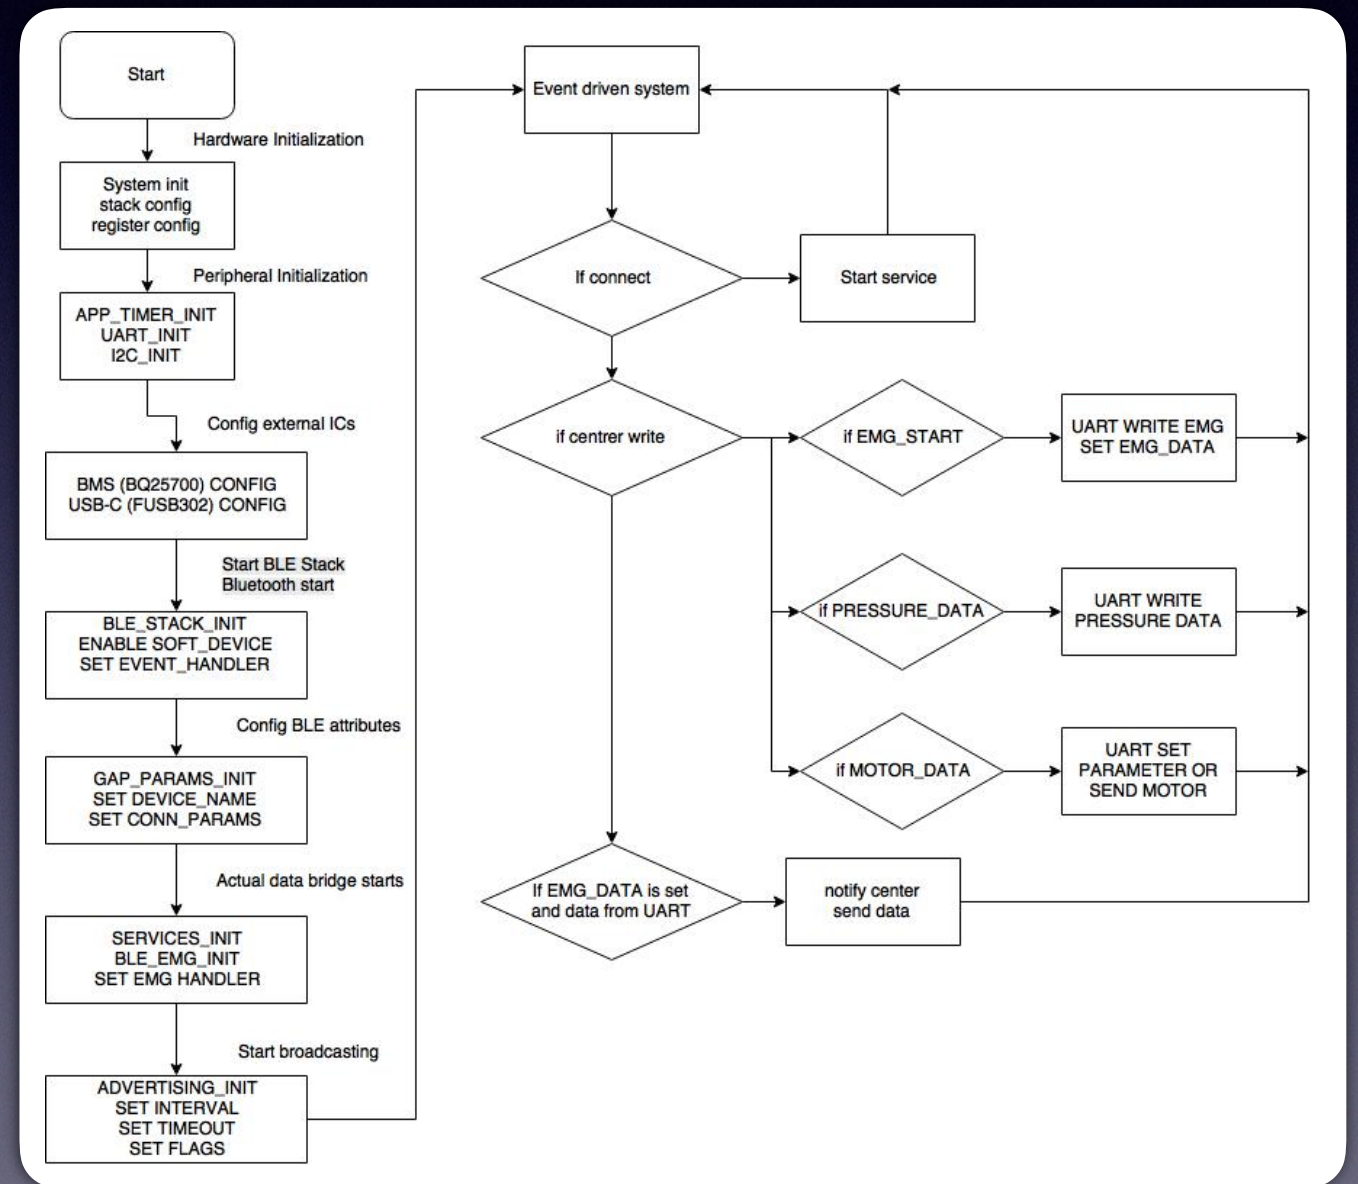 Start
Hardware Initialization
System init
stack config
register config
Peripheral Initialization
APP_TIMER_INIT
UART_INIT
I2C_INIT
Config external ICs
BMS (BQ25700) CONFIG
USB-C (FUSB302) CONFIG
Start BLE Stack
Bluetooth start
BLE_STACK_INIT
ENABLE SOFT_DEVICE
SET EVENT_HANDLER
Config BLE attributes
GAP_PARAMS_INIT
SET DEVICE_NAME
SET CONN_PARAMS
Actual data bridge starts
SERVICES_INIT
BLE_EMG_INIT
SET EMG HANDLER
Start broadcasting
ADVERTISING_INIT
SET INTERVAL
SET TIMEOUT
SET FLAGS
Event driven system
If connect
Start service
if centrer write
if EMG_START
UART WRITE EMG
SET EMG_DATA
if PRESSURE_DATA
UART WRITE
PRESSURE DATA
if MOTOR_DATA
UART SET
PARAMETER OR
SEND MOTOR
If EMG_DATA is set
and data from UART
notify center
send data